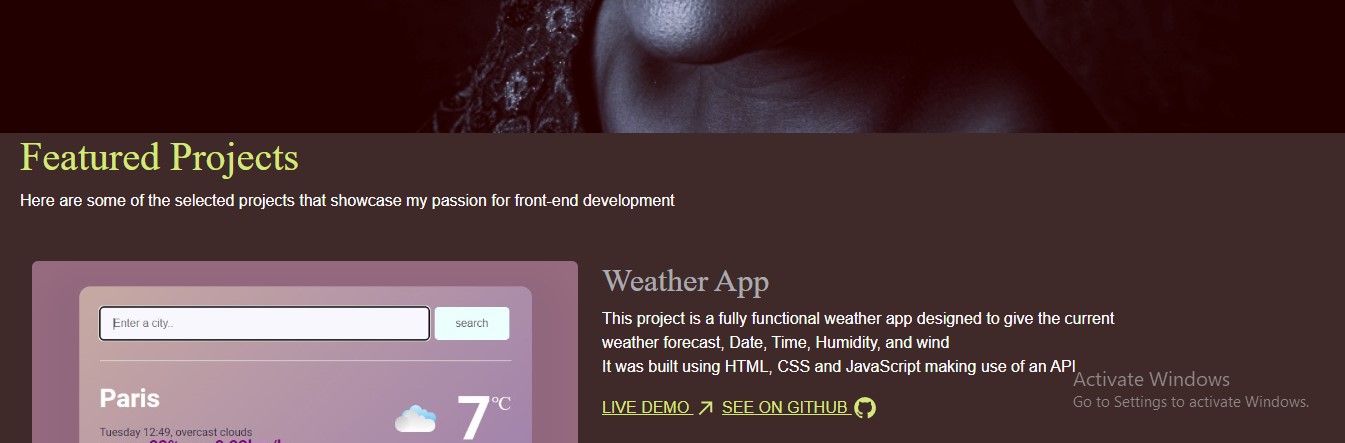 Featured Projects
Here are some of the selected projects that showcase my passion for front-end development
Enter a city..
search
Paris
7°C
Tuesday 12:49, overcast clouds
Weather App
This project is a fully functional weather app designed to give the current
weather forecast, Date, Time, Humidity, and wind
It was built using HTML, CSS and JavaScript making use of an API
LIVE DEMO SEE ON GITHUB
Activate Windows
Go to Settings to activate Windows.